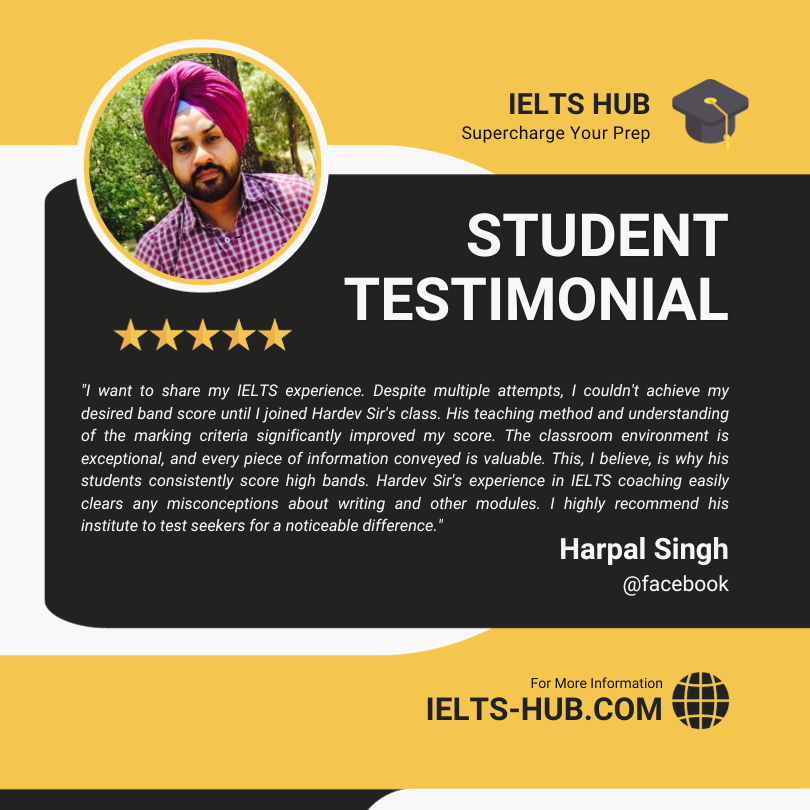 IELTS HUB
Supercharge Your Prep
STUDENT
TESTIMONIAL
"I want to share my IELTS experience. Despite multiple attempts, I couldn't achieve my
desired band score until I joined Hardev Sir's class. His teaching method and understanding
of the marking criteria significantly improved my score. The classroom environment is
exceptional, and every piece of information conveyed is valuable. This, I believe, is why his
students consistently score high bands. Hardev Sir's experience in IELTS coaching easily
clears any misconceptions about writing and other modules. I highly recommend his
institute to test seekers for a noticeable difference."
Harpal Singh
@facebook
For More Information
IELTS-HUB.COM